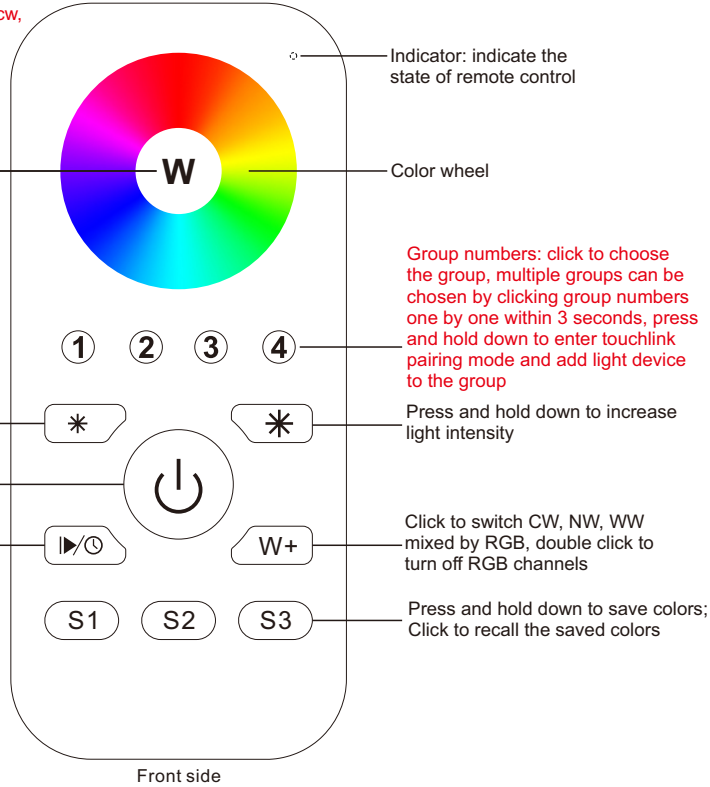 cw,
Indicator: indicate the
state of remote control
W
Color wheel
Group numbers: click to choose
the group, multiple groups can be
chosen by clicking group numbers
one by one within 3 seconds, press
and hold down to enter touchlink
pairing mode and add light device
to the group
1 2 3 4
Press and hold down to increase
light intensity
W+
Click to switch CW, NW, WW
mixed by RGB, double click to
turn off RGB channels
S1 S2 S3
Press and hold down to save colors;
Click to recall the saved colors
Front side